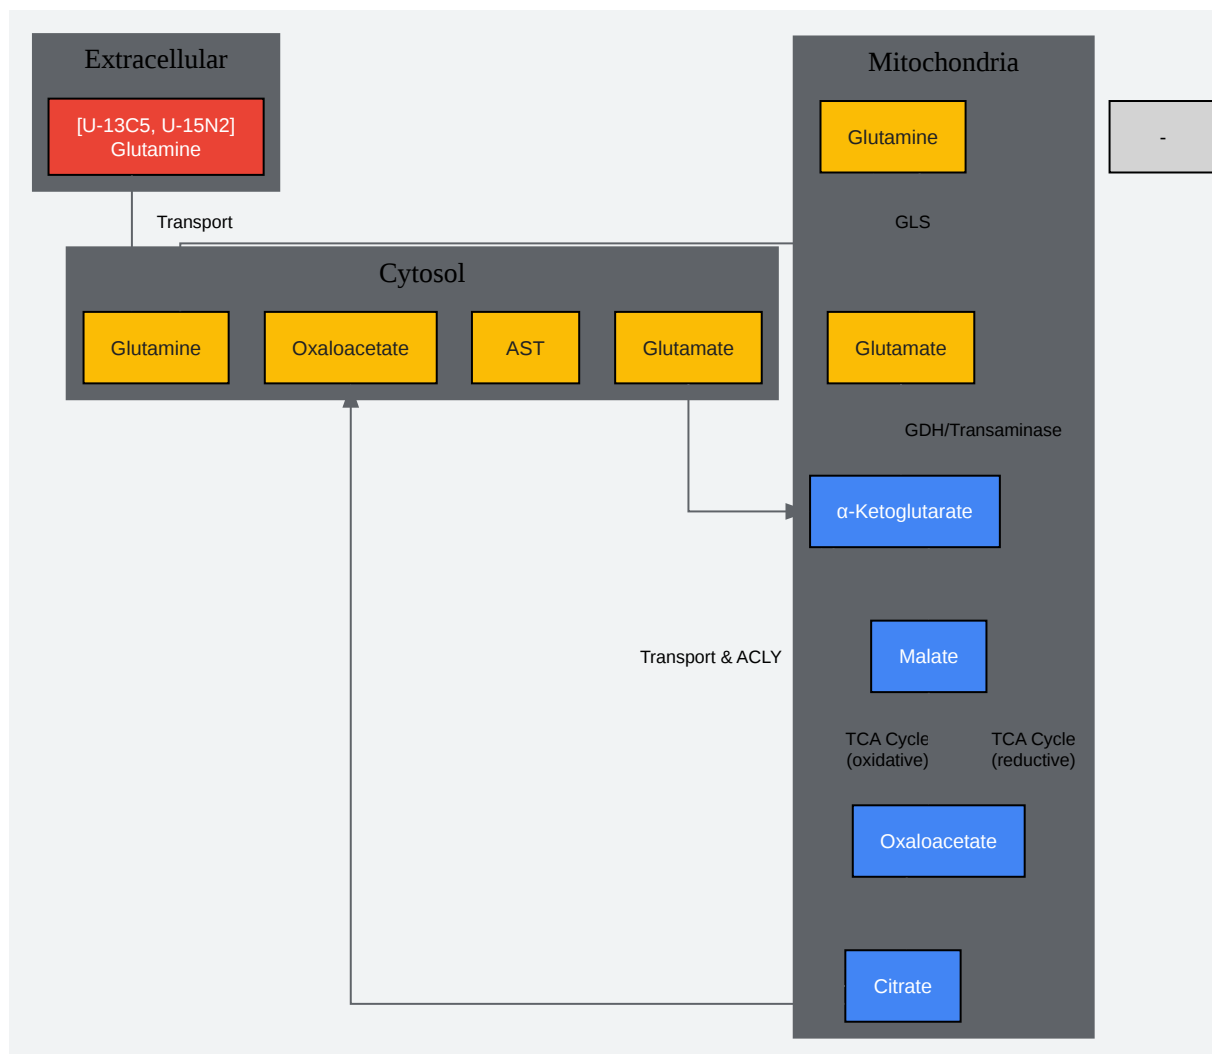 Extracellular
[U-13C5, U-15N2]
Glutamine
Transport
Cytosol
Glutamine
Oxaloacetate
AST
Glutamate
Transport & ACLY
Mitochondria
Glutamine
GLS
Glutamate
GDH/Transaminase
α-Ketoglutarate
Malate
TCA Cycle
(oxidative)
TCA Cycle
(reductive)
Oxaloacetate
Citrate
-